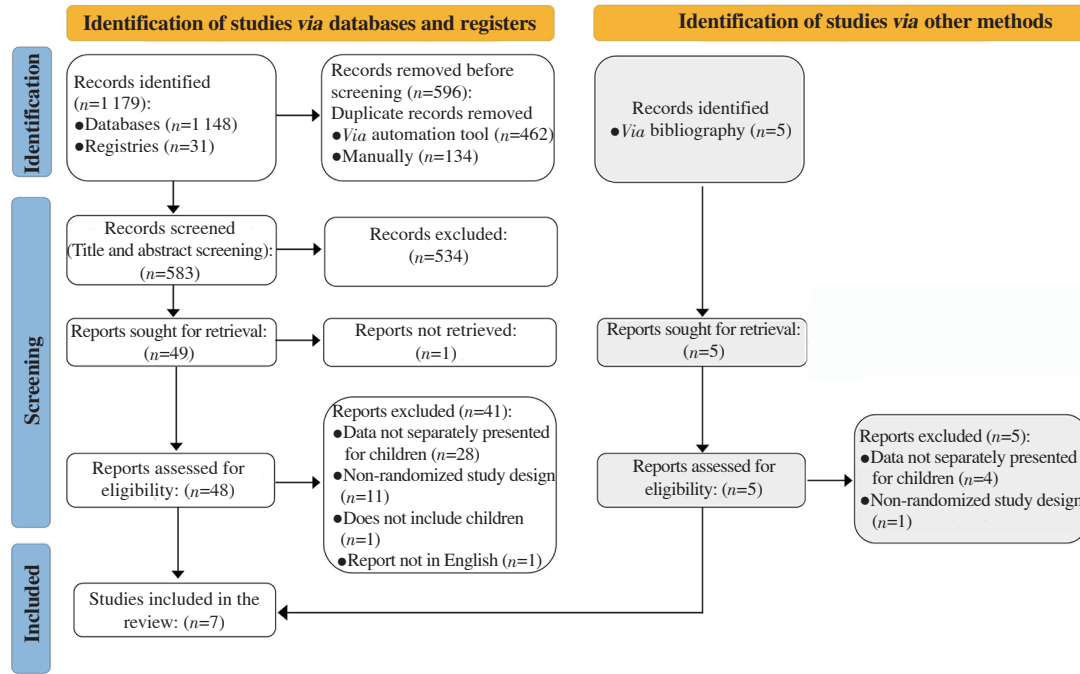 Identification of studies via databases and registers
Identification of studies via other methods
Identification
Records identified
(n=1 179):
●Databases (n=1 148)
●Registries (n=31)
Records removed before
screening (n=596):
Duplicate records removed
●Via automation tool (n=462)
●Manually (n=134)
Records identified
●Via bibliography (n=5)
Screening
Records screened
(Title and abstract screening):
(n=583)
Records excluded:
(n=534)
Reports sought for retrieval:
(n=49)
Reports not retrieved:
(n=1)
Reports sought for retrieval:
(n=5)
Reports assessed for
eligibility: (n=48)
Reports excluded (n=41):
●Data not separately presented
for children (n=28)
●Non-randomized study design
(n=11)
●Does not include children
(n=1)
●Report not in English (n=1)
Reports assessed for
eligibility: (n=5)
Reports excluded (n=5):
●Data not separately presented
for children (n=4)
●Non-randomized study design
(n=1)
Included
Studies included in the
review: (n=7)